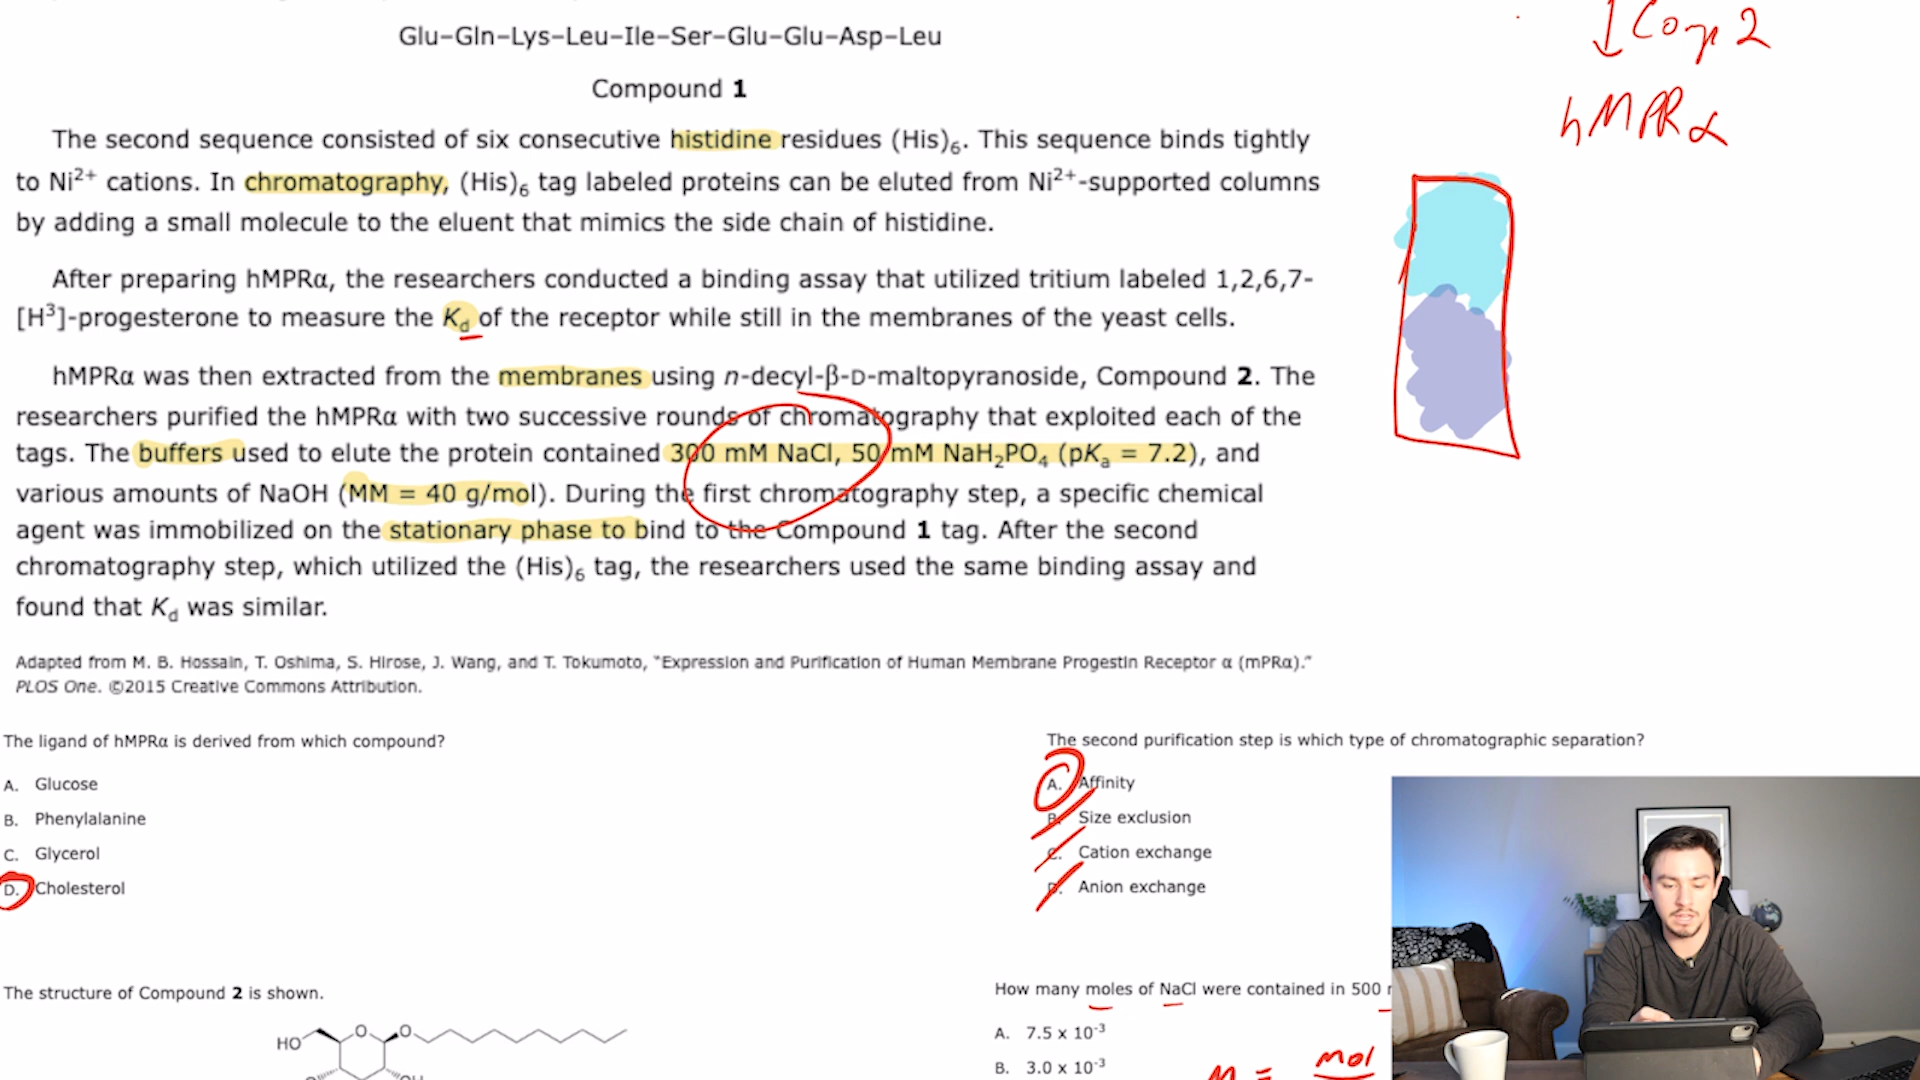 Glu–Gln–Lys–Leu–Ile–Ser–Glu–Glu–Asp–Leu
Compound 1
The second sequence consisted of six consecutive histidine residues (His)₆. This sequence binds tightly
to Ni²⁺ cations. In chromatography, (His)₆ tag labeled proteins can be eluted from Ni²⁺-supported columns
by adding a small molecule to the eluent that mimics the side chain of histidine.
After preparing hMPRα, the researchers conducted a binding assay that utilized tritium labeled 1,2,6,7-
[H³]-progesterone to measure the Kd of the receptor while still in the membranes of the yeast cells.
hMPRα was then extracted from the membranes using n-decyl-β-D-maltopyranoside, Compound 2. The
researchers purified the hMPRα with two successive rounds of chromatography that exploited each of the
tags. The buffers used to elute the protein contained 300 mM NaCl, 50 mM NaH₂PO₄ (pKa = 7.2), and
various amounts of NaOH (MM = 40 g/mol). During the first chromatography step, a specific chemical
agent was immobilized on the stationary phase to bind to the Compound 1 tag. After the second
chromatography step, which utilized the (His)₆ tag, the researchers used the same binding assay and
found that Kd was similar.
Adapted from M. B. Hossain, T. Oshima, S. Hirose, J. Wang, and T. Tokumoto, "Expression and Purification of Human Membrane Progestin Receptor α (mPRα)."
PLOS One. ©2015 Creative Commons Attribution.
↓ Comp 2
hMPRα
The ligand of hMPRα is derived from which compound?
A. Glucose
B. Phenylalanine
C. Glycerol
D. Cholesterol
The second purification step is which type of chromatographic separation?
A. Affinity
B. Size exclusion
C. Cation exchange
D. Anion exchange
The structure of Compound 2 is shown.
HO
O
O
OH
How many moles of NaCl were contained in 500
A. 7.5 x 10⁻³
B. 3.0 x 10⁻³
M = mol